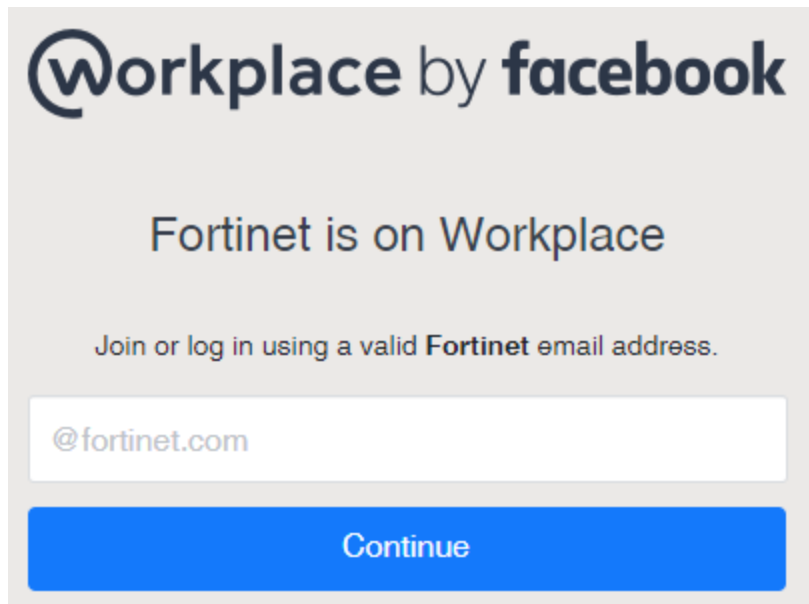 Workplace by facebook
Fortinet is on Workplace
Join or log in using a valid Fortinet email address.
@fortinet.com
Continue